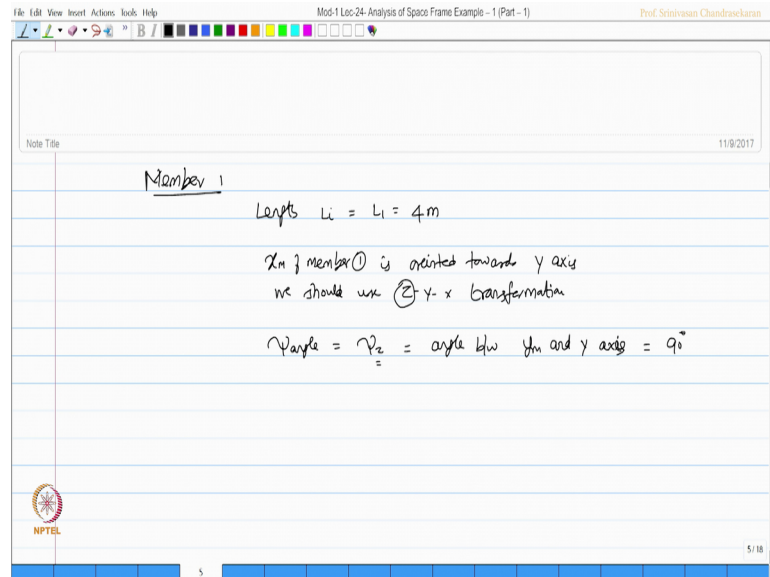 File Edit View Insert Actions Tools Help
Mod-1 Lec-24- Analysis of Space Frame Example – 1 (Part – 1)
Prof. Srinivasan Chandrasekaran
B I
Note Title
11/9/2017
Member 1
Length Li = L1 = 4m
xm of member ① is oriented towards y axis
we should use Ⓩ-y-x transformation
Ψangle = Ψz = angle b/w ym and y axis = 90°
NPTEL
5 / 18
5